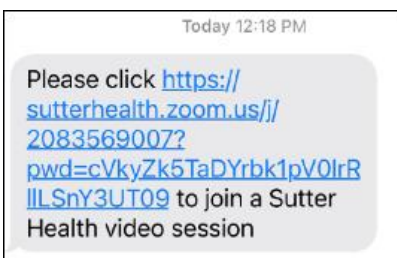 Today 12:18 PM
Please click https://
sutterhealth.zoom.us/j/
2083569007?
pwd=cVkyZk5TaDYrbk1pV0lrR
llLSnY3UT09 to join a Sutter
Health video session